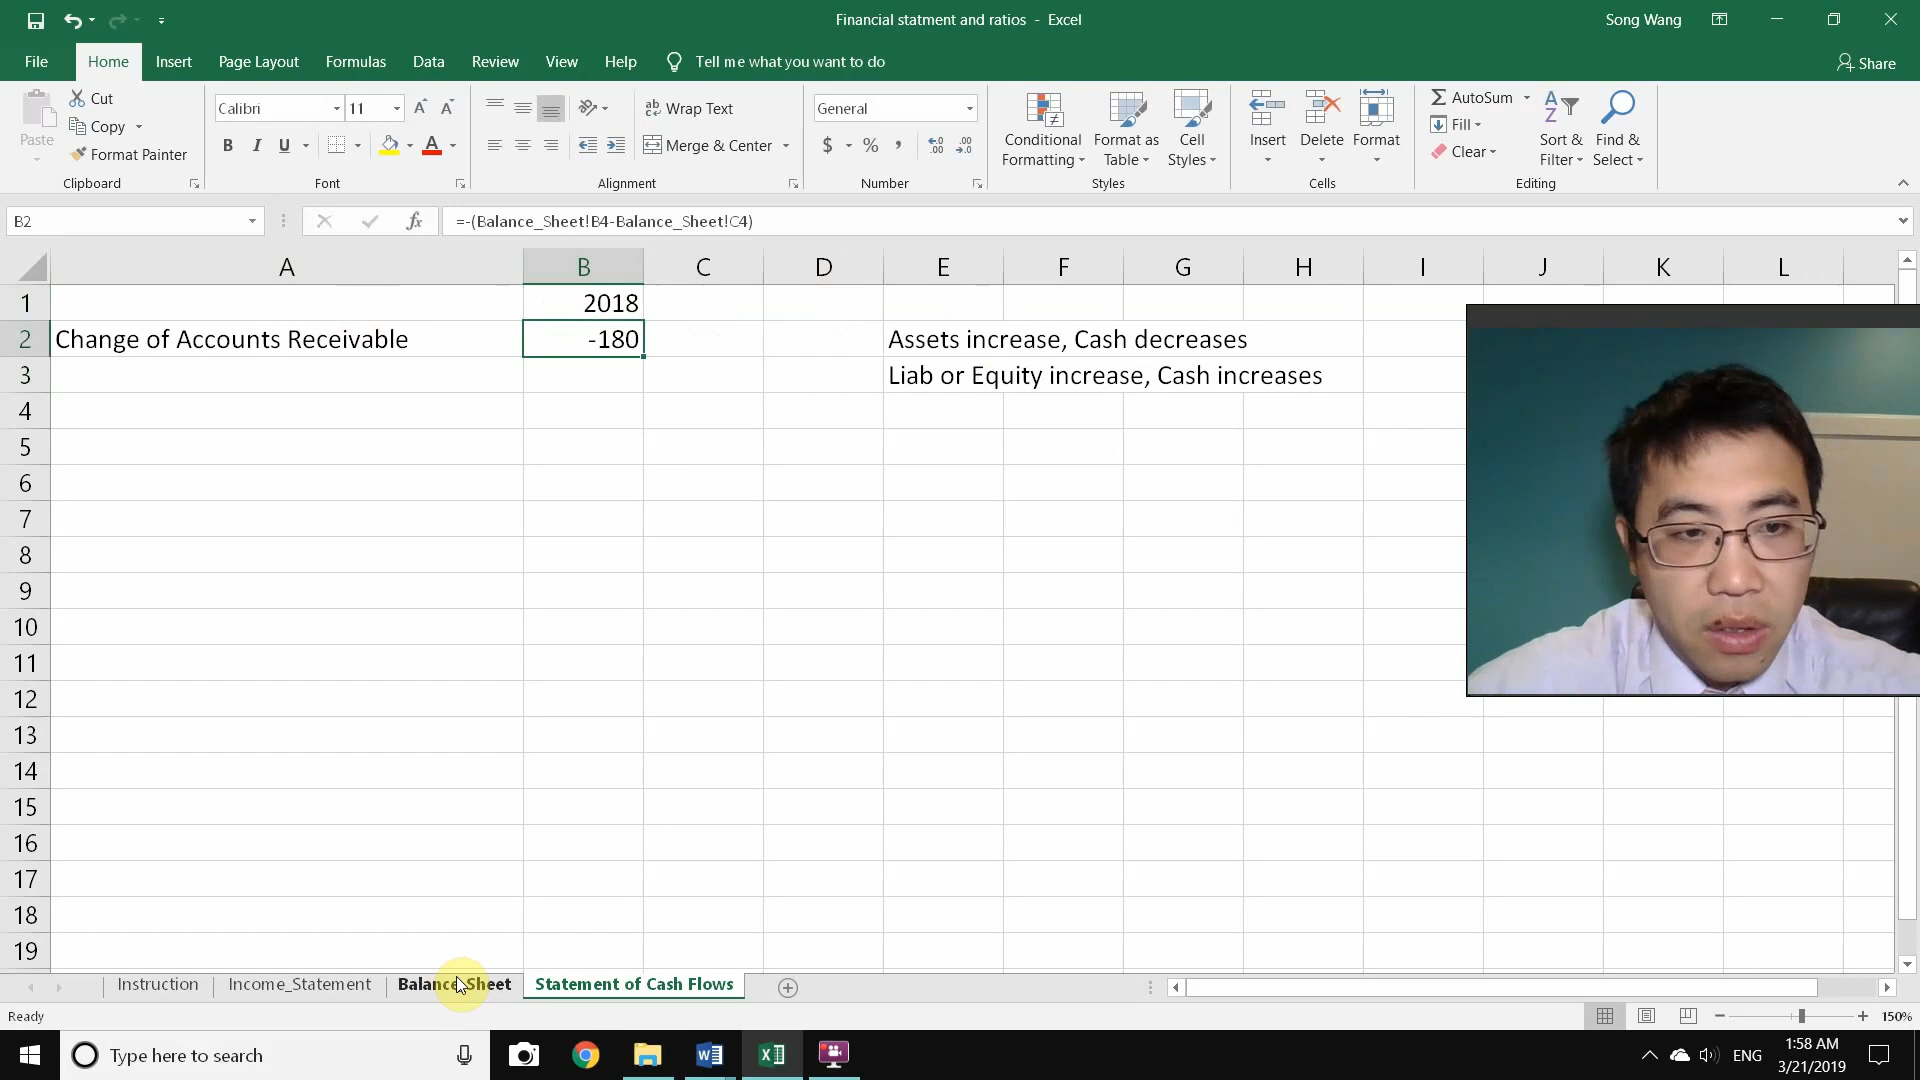 Financial statment and ratios - Excel
Song Wang
File Home Insert Page Layout Formulas Data Review View Help Tell me what you want to do Share
Paste
Cut
Copy
Format Painter
Clipboard
Calibri 11 A A
B I U A
Font
ab Wrap Text
Merge & Center
Alignment
General
$ % ,
Number
Conditional Formatting
Format as Table
Cell Styles
Styles
Insert Delete Format
Cells
AutoSum
Fill
Clear
Sort & Filter
Find & Select
Editing
B2 fx =-(Balance_Sheet!B4-Balance_Sheet!C4)
A B C D E F G H I J K L
1 2018
2 Change of Accounts Receivable -180 Assets increase, Cash decreases
3 Liab or Equity increase, Cash increases
4
5
6
7
8
9
10
11
12
13
14
15
16
17
18
19
Instruction Income_Statement Balance_Sheet Statement of Cash Flows
Ready 150%
Type here to search ENG 1:58 AM
3/21/2019